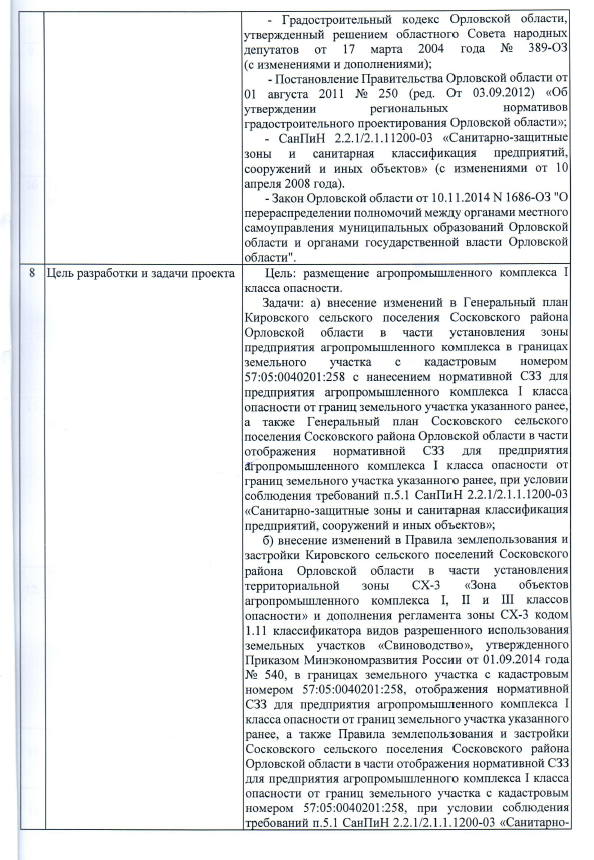 - Градостроительный кодекс Орловской области,
утвержденный решением областного Совета народных
депутатов от 17 марта 2004 года № 389-ОЗ
(с изменениями и дополнениями);
- Постановление Правительства Орловской области от
01 августа 2011 № 250 (ред. От 03.09.2012) «Об
утверждении региональных нормативов
градостроительного проектирования Орловской области»;
- СанПиН 2.2.1/2.1.11200-03 «Санитарно-защитные
зоны и санитарная классификация предприятий,
сооружений и иных объектов» (с изменениями от 10
апреля 2008 года).
- Закон Орловской области от 10.11.2014 N 1686-ОЗ "О
перераспределении полномочий между органами местного
самоуправления муниципальных образований Орловской
области и органами государственной власти Орловской
области".
8 Цель разработки и задачи проекта
Цель: размещение агропромышленного комплекса I
класса опасности.
Задачи: а) внесение изменений в Генеральный план
Кировского сельского поселения Сосковского района
Орловской области в части установления зоны
предприятия агропромышленного комплекса в границах
земельного участка с кадастровым номером
57:05:0040201:258 с нанесением нормативной СЗЗ для
предприятия агропромышленного комплекса I класса
опасности от границ земельного участка указанного ранее,
а также Генеральный план Сосковского сельского
поселения Сосковского района Орловской области в части
отображения нормативной СЗЗ для предприятия
агропромышленного комплекса I класса опасности от
границ земельного участка указанного ранее, при условии
соблюдения требований п.5.1 СанПиН 2.2.1/2.1.1.1200-03
«Санитарно-защитные зоны и санитарная классификация
предприятий, сооружений и иных объектов»;
б) внесение изменений в Правила землепользования и
застройки Кировского сельского поселений Сосковского
района Орловской области в части установления
территориальной зоны СХ-3 «Зона объектов
агропромышленного комплекса I, II и III классов
опасности» и дополнения регламента зоны СХ-3 кодом
1.11 классификатора видов разрешенного использования
земельных участков «Свиноводство», утвержденного
Приказом Минэкономразвития России от 01.09.2014 года
№ 540, в границах земельного участка с кадастровым
номером 57:05:0040201:258, отображения нормативной
СЗЗ для предприятия агропромышленного комплекса I
класса опасности от границ земельного участка указанного
ранее, а также Правила землепользования и застройки
Сосковского сельского поселения Сосковского района
Орловской области в части отображения нормативной СЗЗ
для предприятия агропромышленного комплекса I класса
опасности от границ земельного участка с кадастровым
номером 57:05:0040201:258, при условии соблюдения
требований п.5.1 СанПиН 2.2.1/2.1.1.1200-03 «Санитарно-